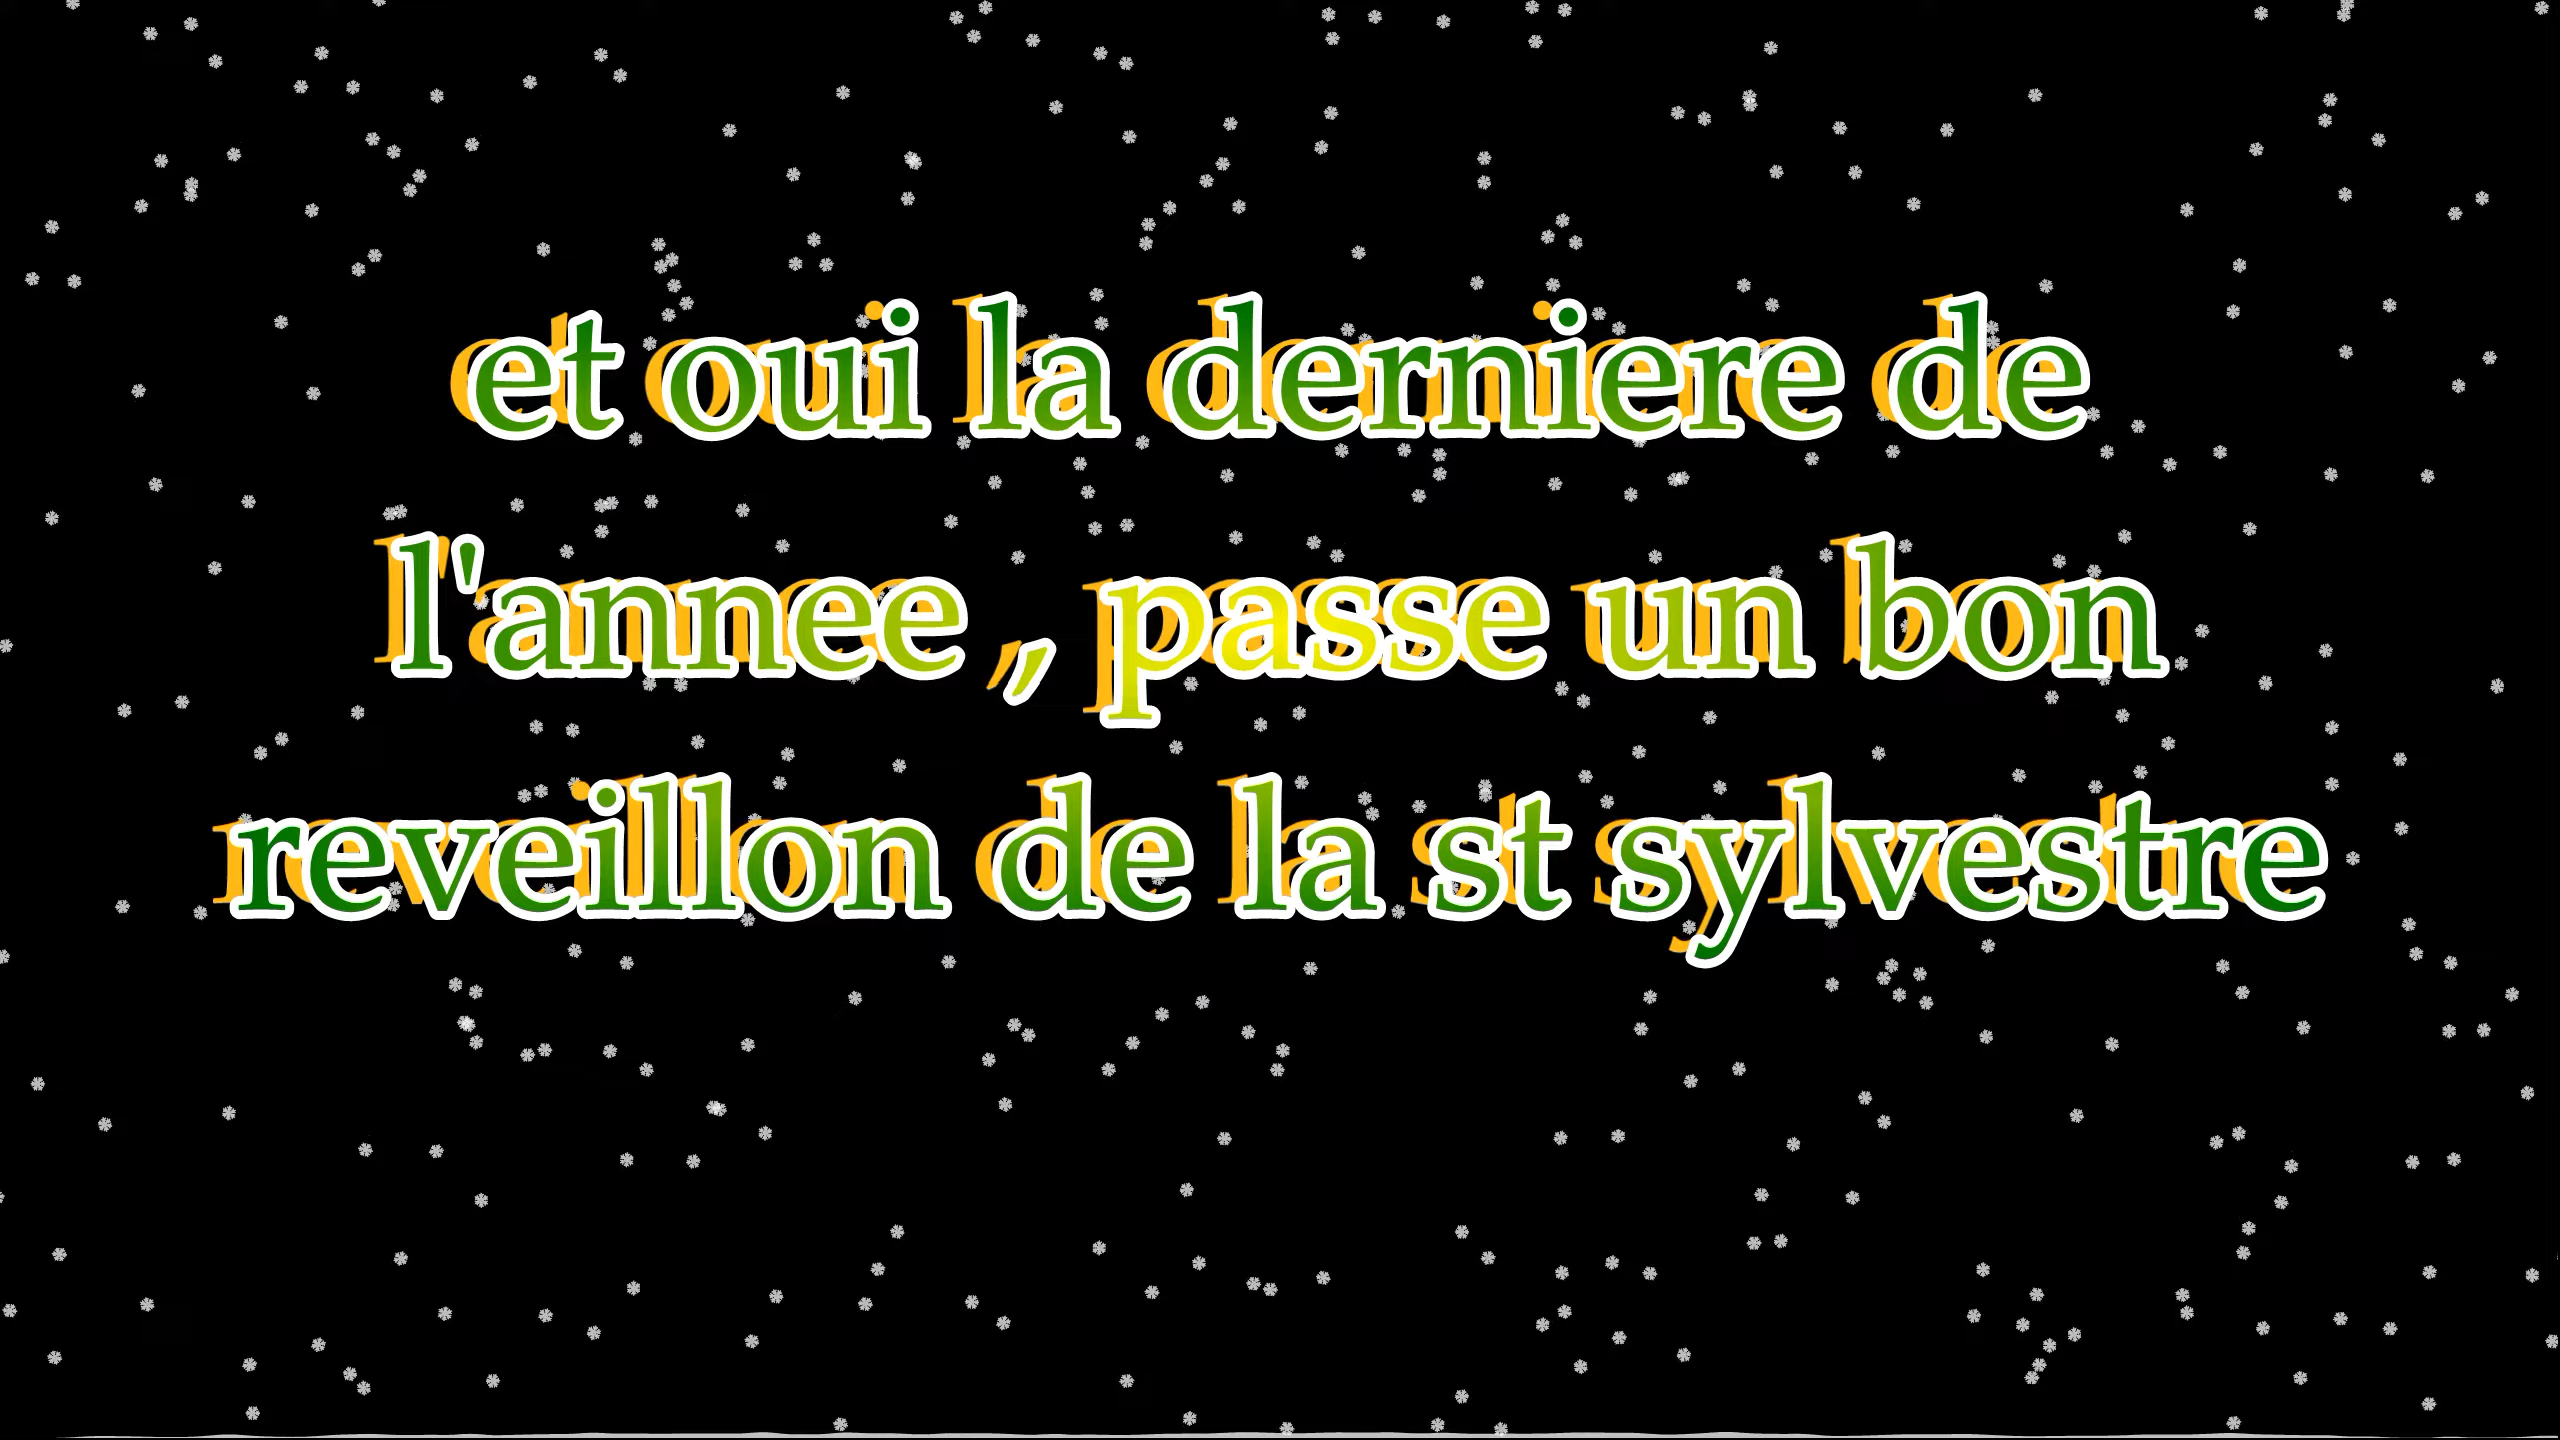 et oui la derniere de
l'annee , passe un bon
reveillon de la st sylvestre